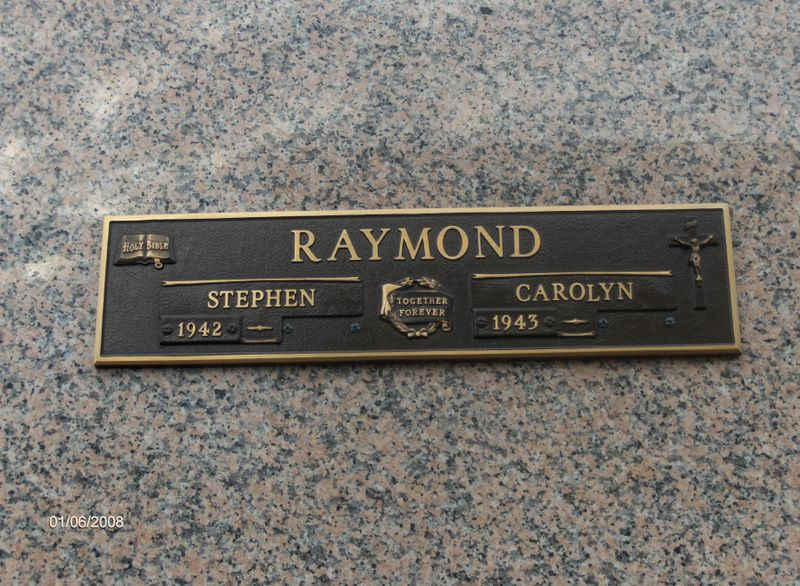 HOLY BIBLE
RAYMOND
STEPHEN
CAROLYN
TOGETHER
FOREVER
1942
1943
01/06/2008